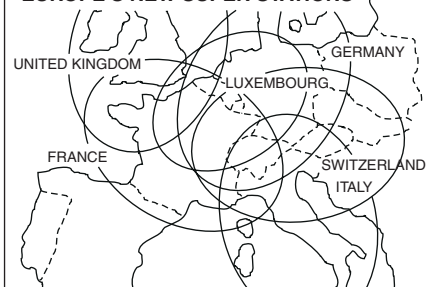 GERMANY
UNITED KINGDOM
LUXEMBOURG
FRANCE
SWITZERLAND
ITALY